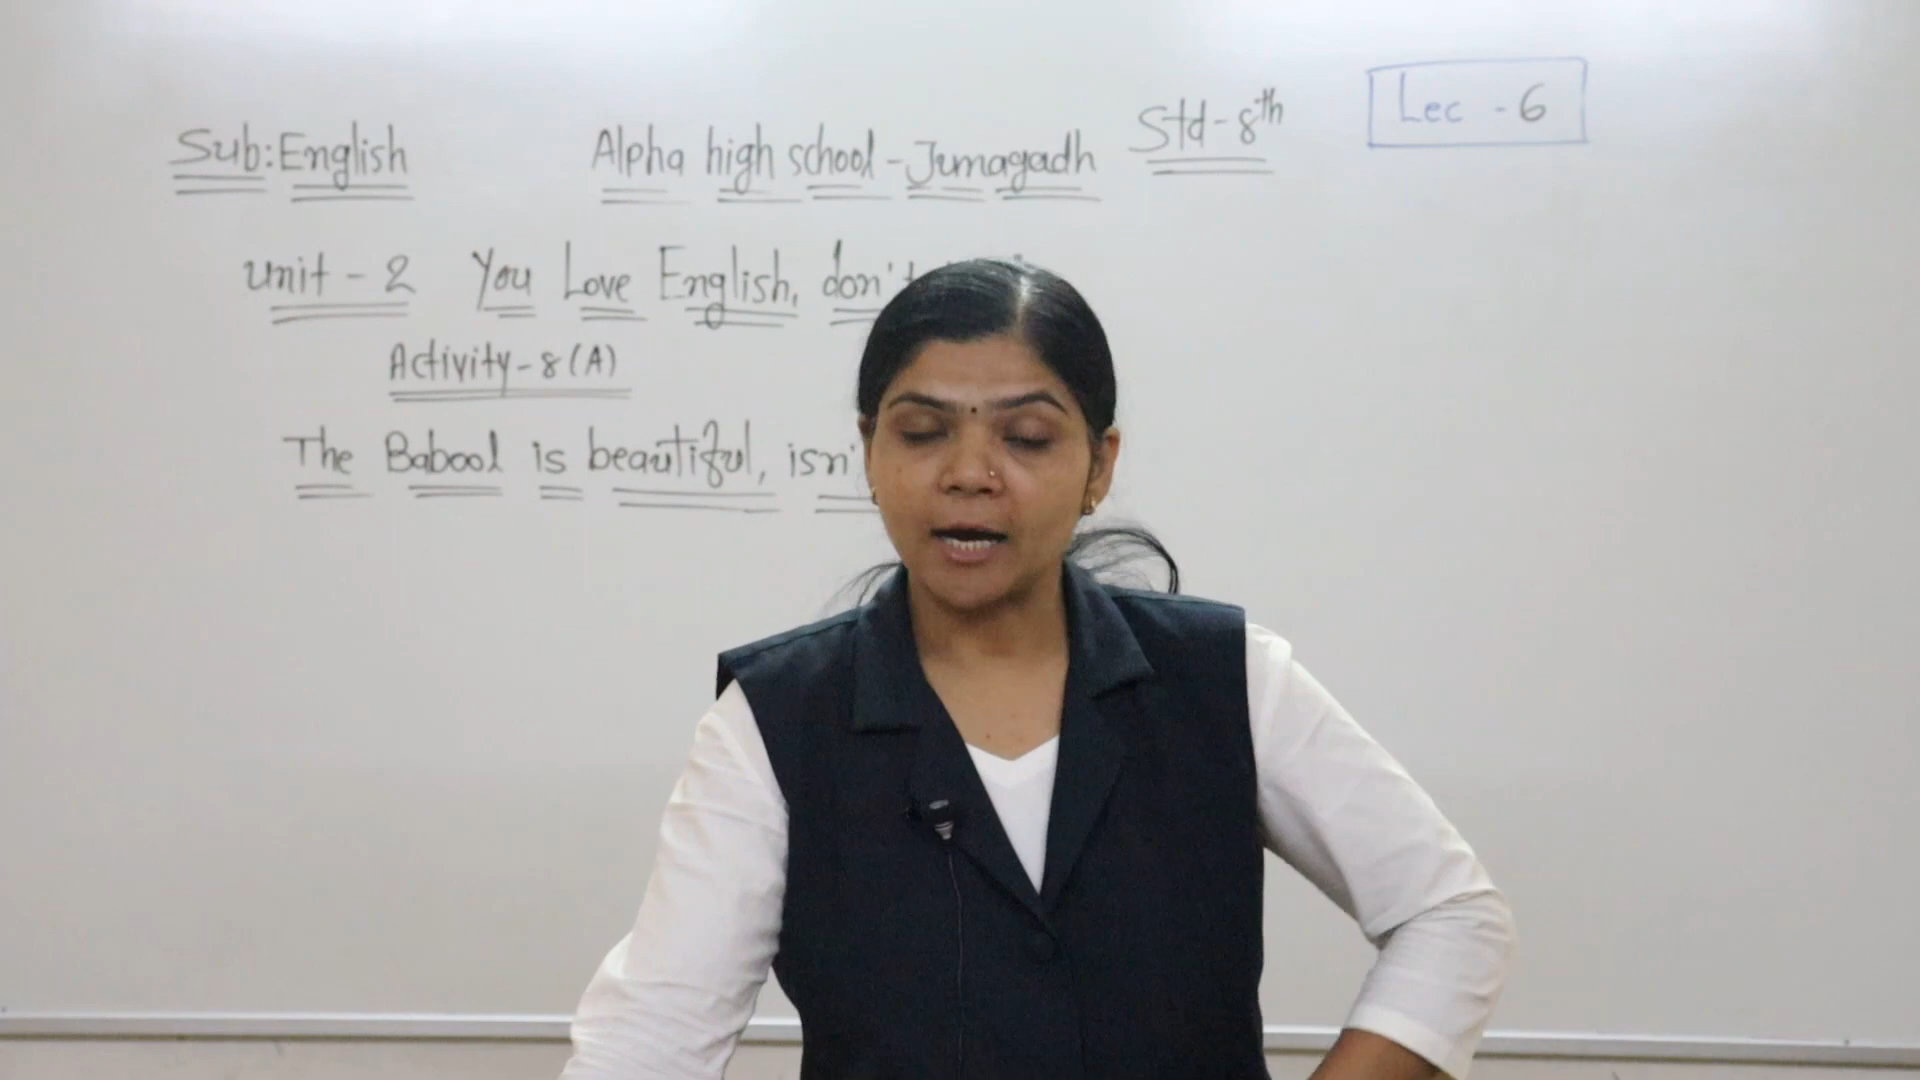 Sub: English Alpha high school - Junagadh Std - 8th Lec - 6
Unit - 2 You Love English, don't
Activity - 8 (A)
The Babool is beautiful, isn'